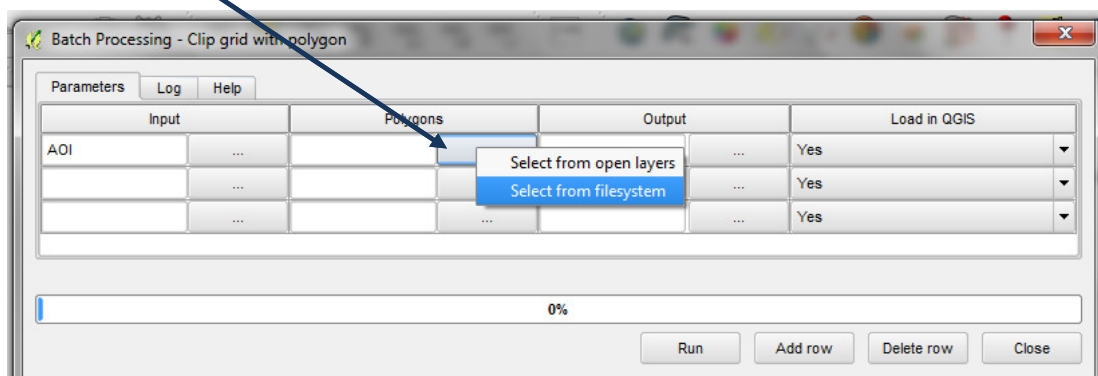 Batch Processing - Clip grid with polygon
x
Parameters Log Help
Input Polygons Output Load in QGIS
AOI ... ... Yes
Select from open layers
... ... Yes
Select from filesystem
... ... ... Yes
0%
Run Add row Delete row Close